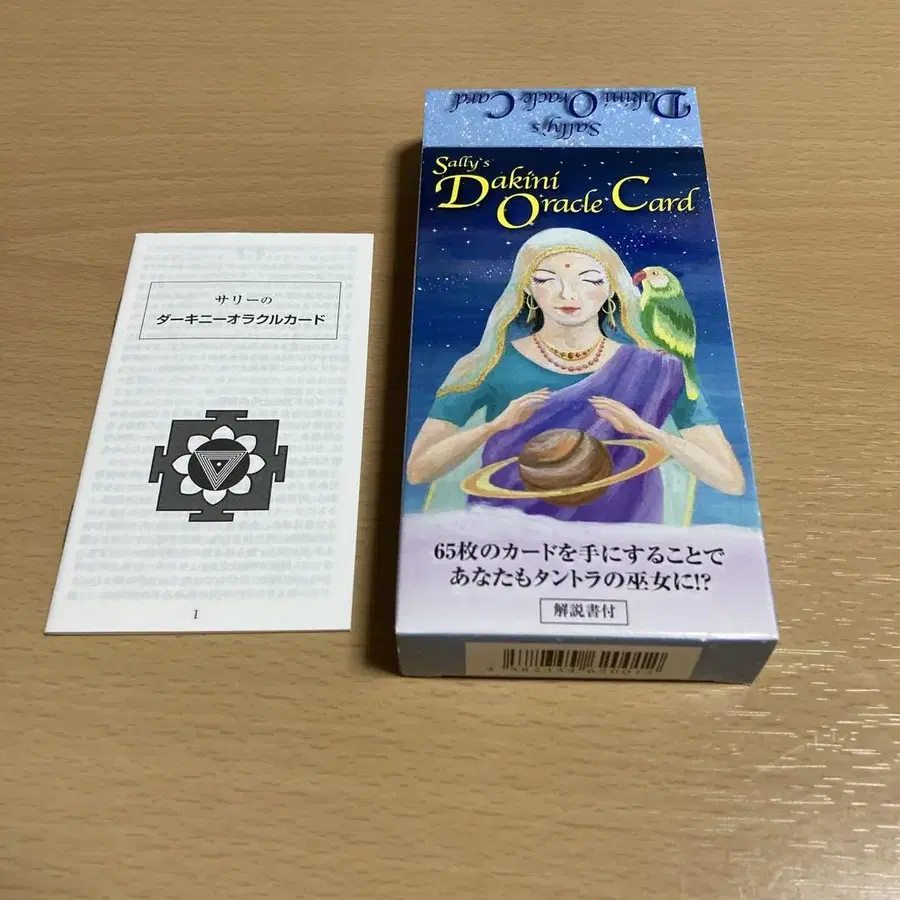 Sally's
Dakini
Oracle Card
Sally's
Dakini
Oracle Card
65枚のカードを手にすることで
あなたもタントラの巫女に!?
解説書付
サリーの
ダーキニーオラクルカード
1